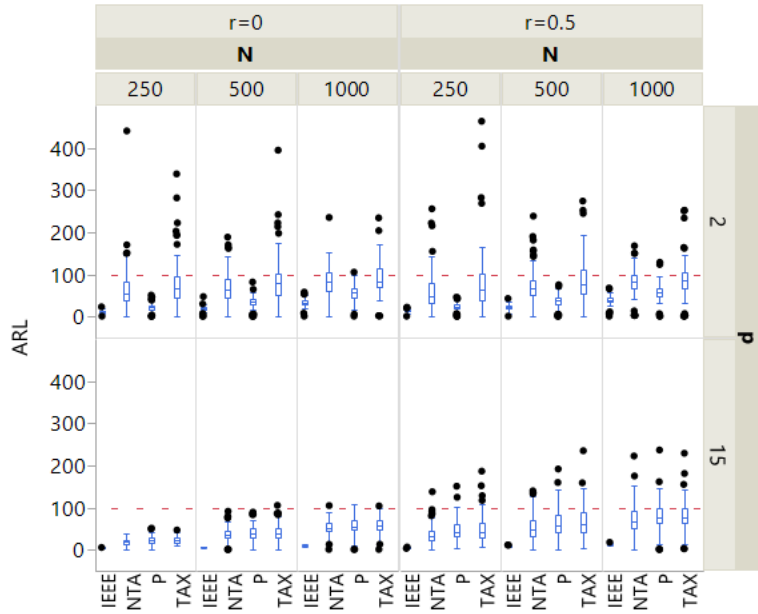 r=0 r=0.5
N N
250 500 1000 250 500 1000
400
300
200
100
0
2
ARL
p
400
300
200
100
0
15
IEEE NTA P TAX IEEE NTA P TAX IEEE NTA P TAX IEEE NTA P TAX IEEE NTA P TAX IEEE NTA P TAX